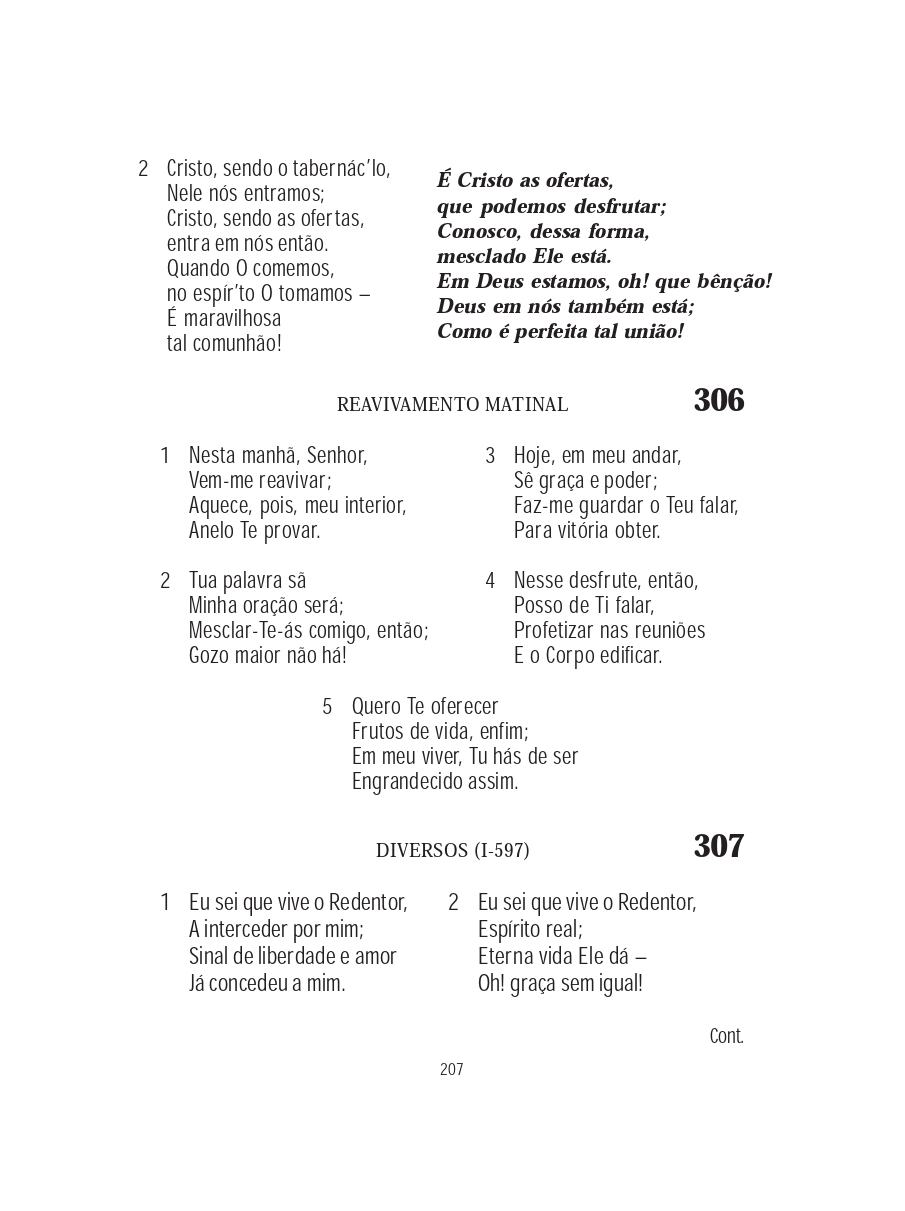 2 Cristo, sendo o tabernác’lo,
Nele nós entramos;
Cristo, sendo as ofertas,
entra em nós então.
Quando O comemos,
no espír’to O tomamos –
É maravilhosa
tal comunhão!
É Cristo as ofertas,
que podemos desfrutar;
Conosco, dessa forma,
mesclado Ele está.
Em Deus estamos, oh! que bênção!
Deus em nós também está;
Como é perfeita tal união!
REAVIVAMENTO MATINAL 306
1 Nesta manhã, Senhor,
Vem-me reavivar;
Aquece, pois, meu interior,
Anelo Te provar.
2 Tua palavra sã
Minha oração será;
Mesclar-Te-ás comigo, então;
Gozo maior não há!
3 Hoje, em meu andar,
Sê graça e poder;
Faz-me guardar o Teu falar,
Para vitória obter.
4 Nesse desfrute, então,
Posso de Ti falar,
Profetizar nas reuniões
E o Corpo edificar.
5 Quero Te oferecer
Frutos de vida, enfim;
Em meu viver, Tu hás de ser
Engrandecido assim.
DIVERSOS (I-597) 307
1 Eu sei que vive o Redentor,
A interceder por mim;
Sinal de liberdade e amor
Já concedeu a mim.
2 Eu sei que vive o Redentor,
Espírito real;
Eterna vida Ele dá –
Oh! graça sem igual!
Cont.
207